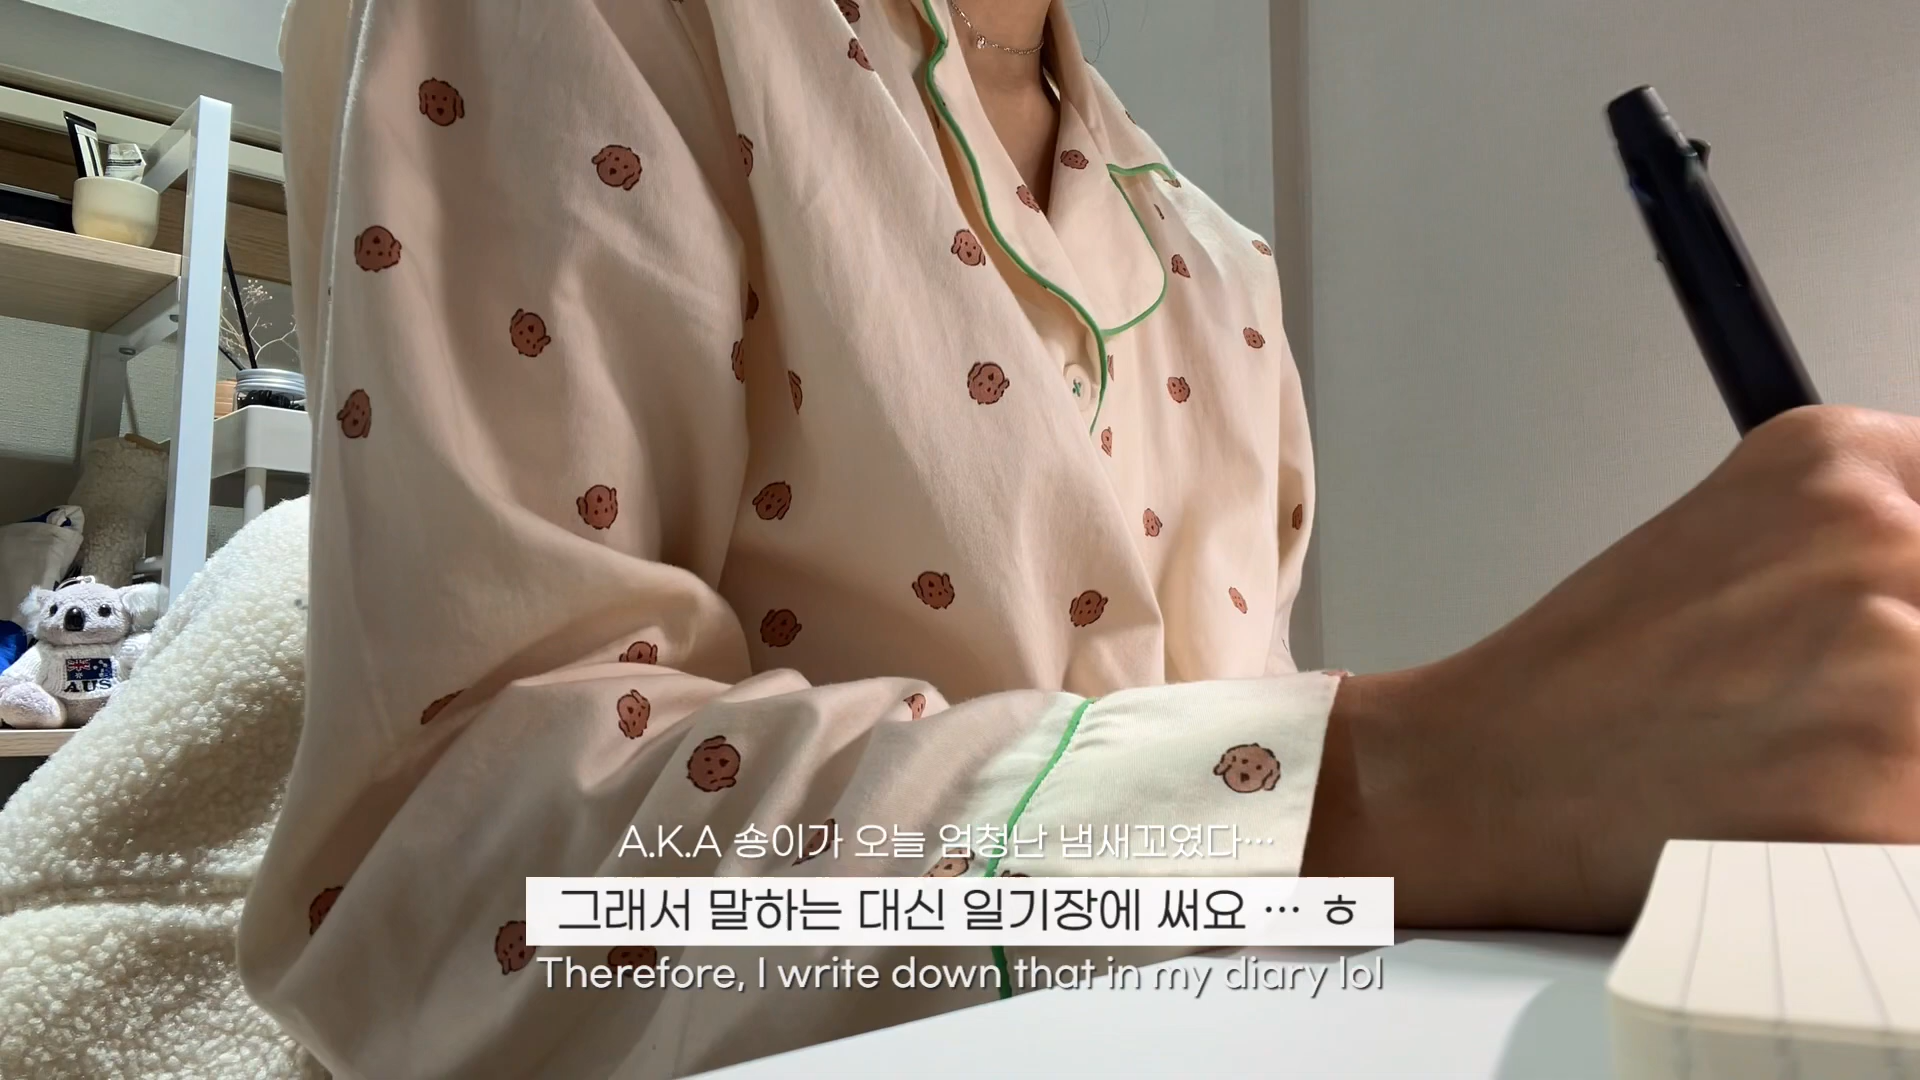 AUS
A.K.A 숑이가 오늘 엄청난 냄새꼬였다…
그래서 말하는 대신 일기장에 써요 … ㅎ
Therefore, I write down that in my diary lol